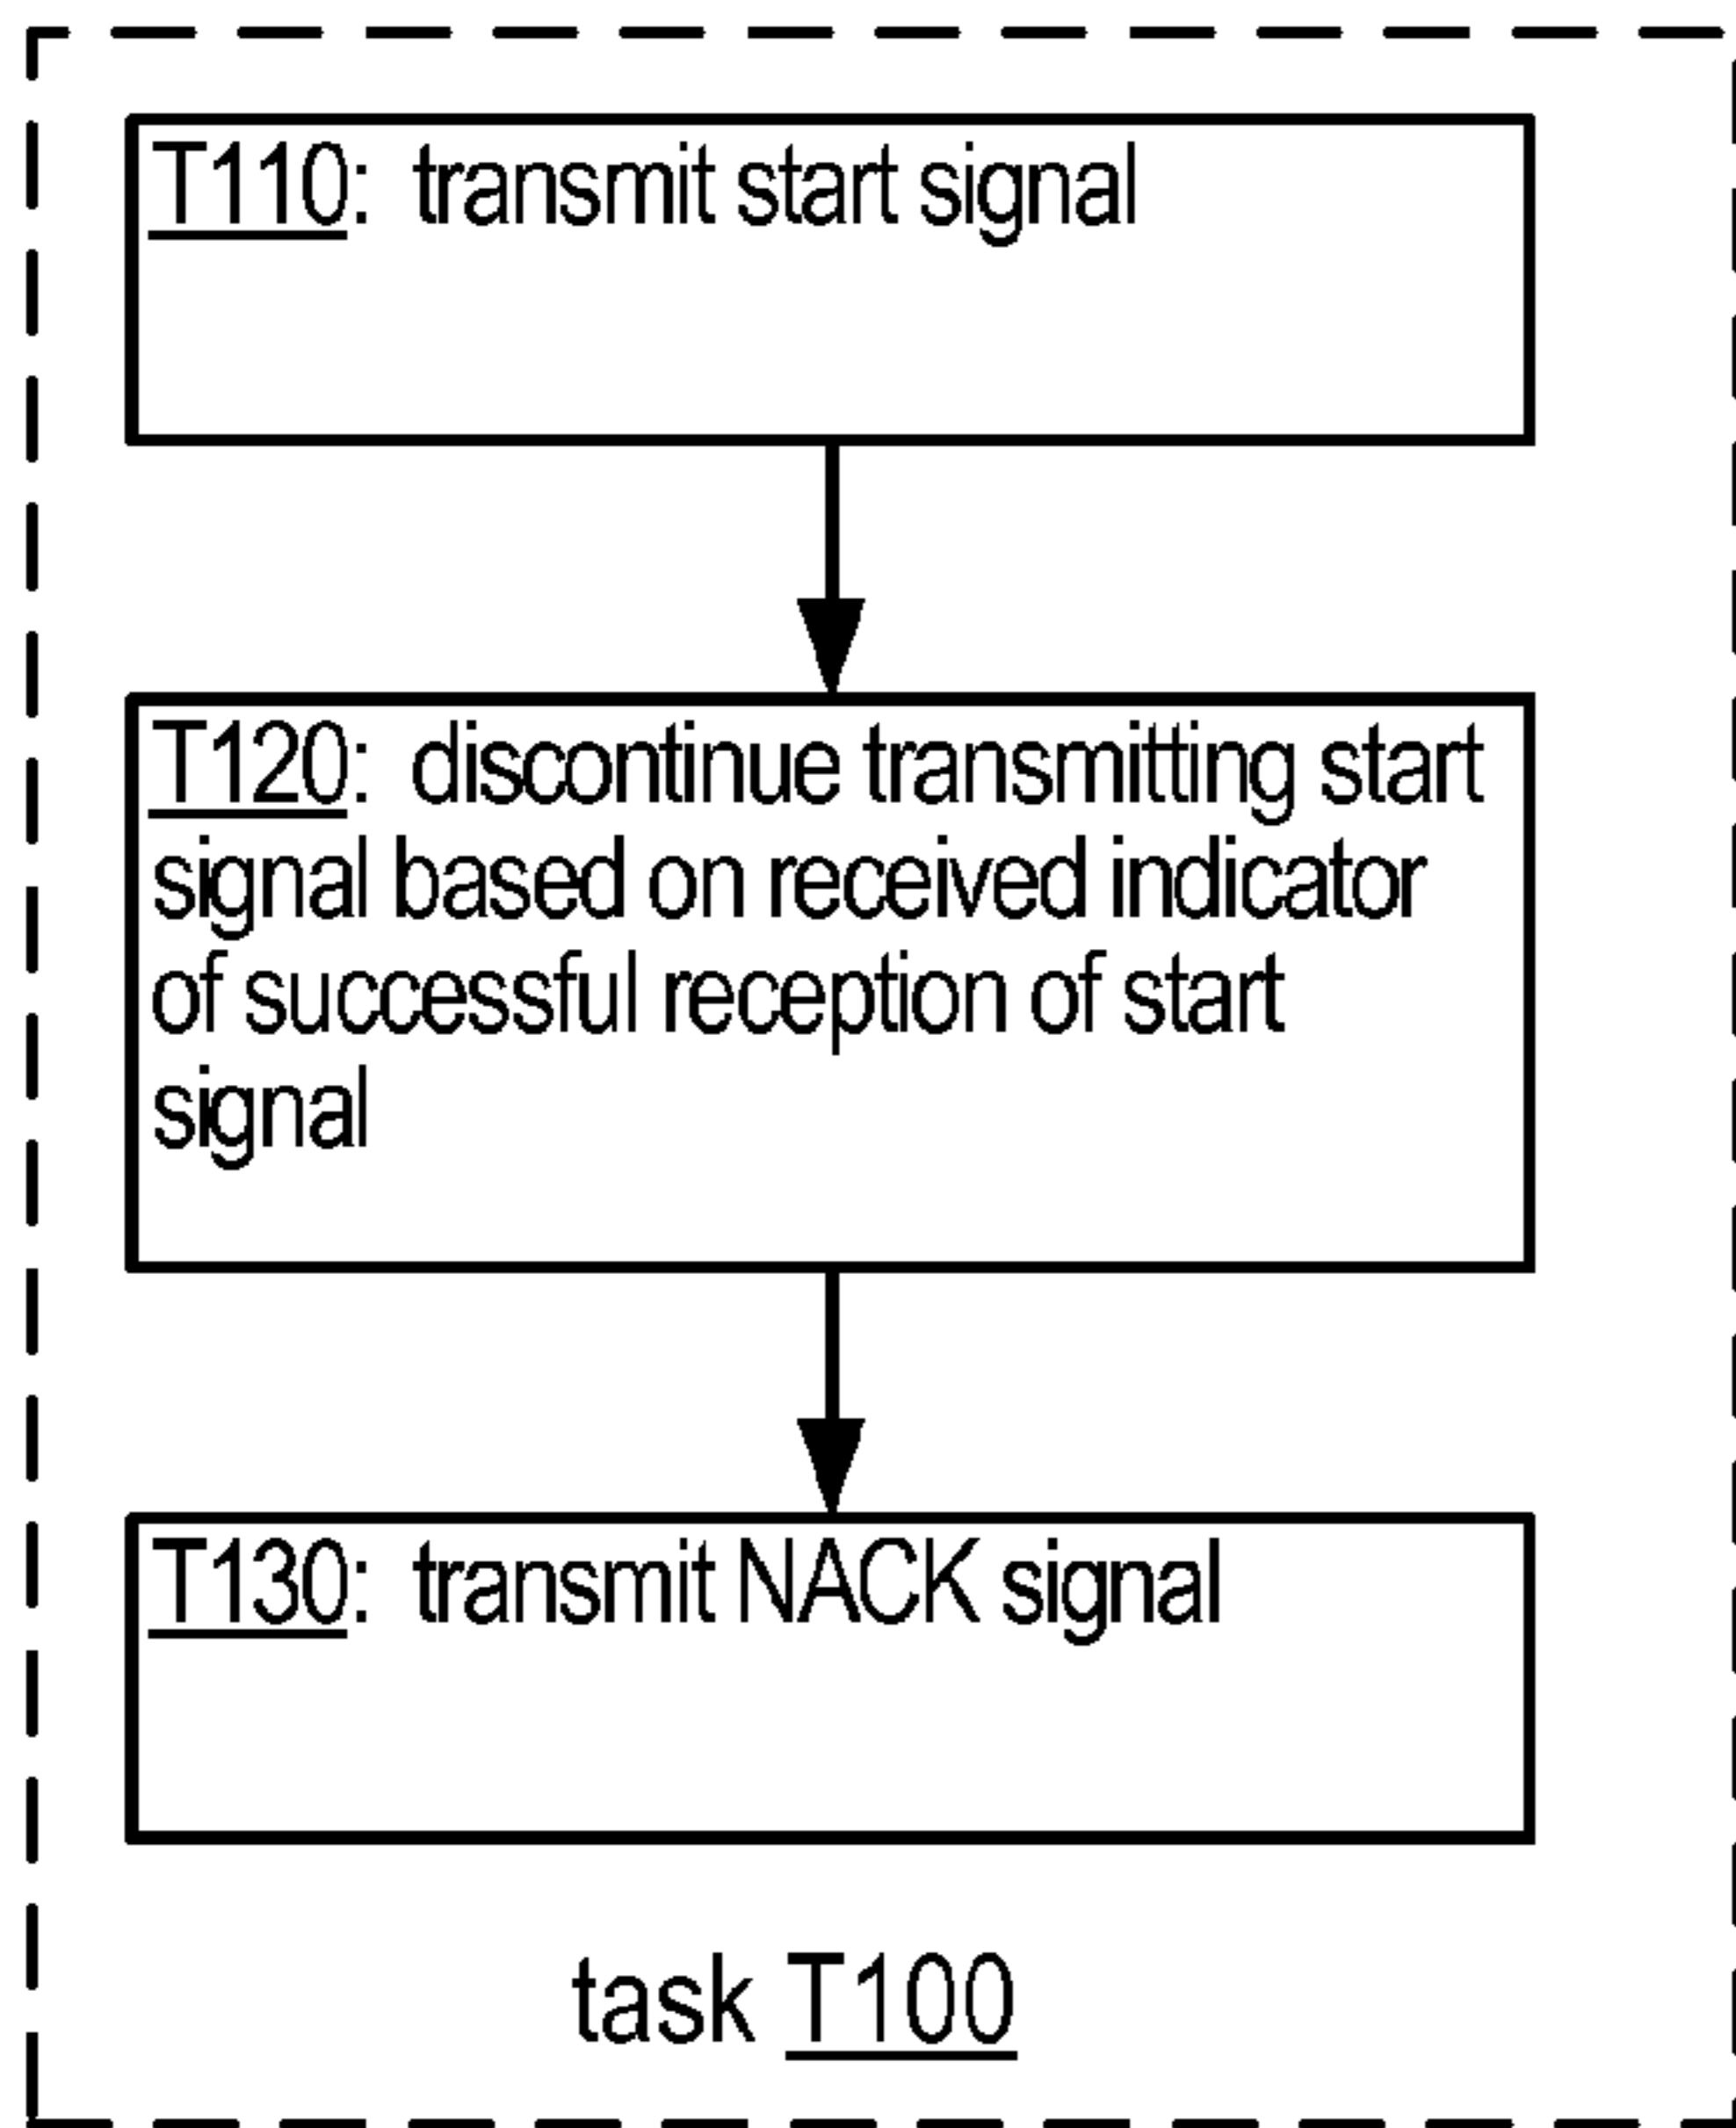 T110: transmit start signal
T120: discontinue transmitting start
signal based on received indicator
of successful reception of start
signal
T130: transmit NACK signal
task T100